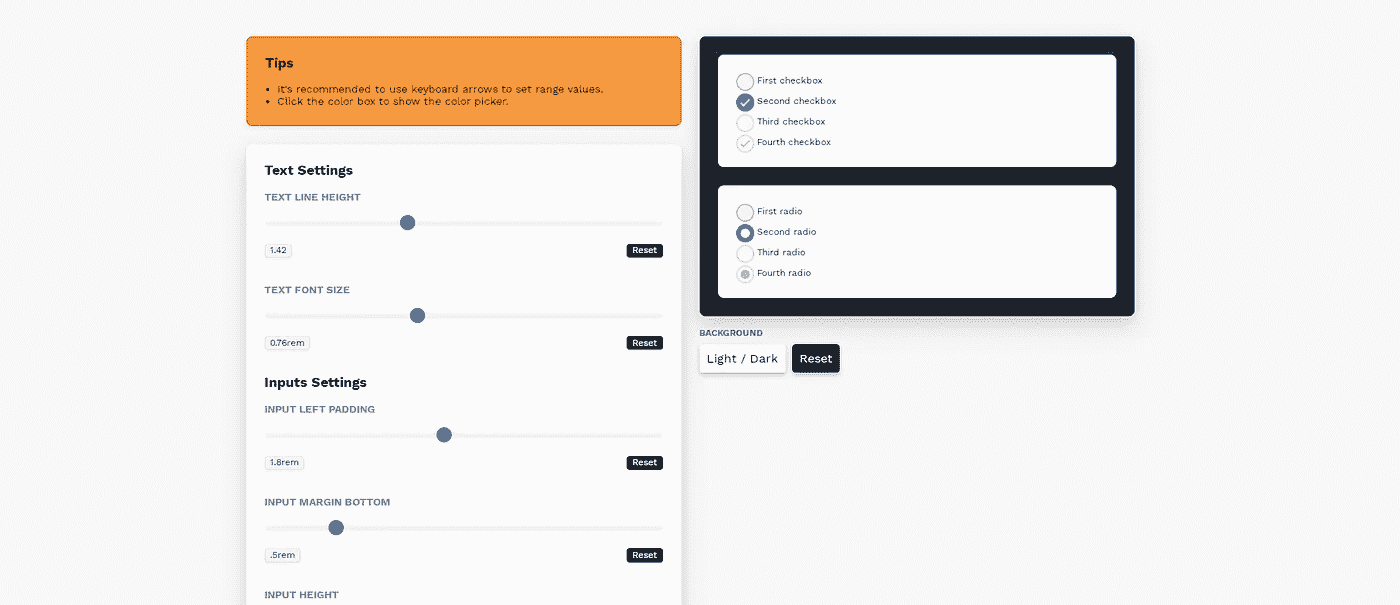 Tips
It's recommended to use keyboard arrows to set range values.
Click the color box to show the color picker.
Text Settings
TEXT LINE HEIGHT
1.42
Reset
TEXT FONT SIZE
0.76rem
Reset
Inputs Settings
INPUT LEFT PADDING
1.8rem
Reset
INPUT MARGIN BOTTOM
.5rem
Reset
INPUT HEIGHT
First checkbox
Second checkbox
Third checkbox
Fourth checkbox
First radio
Second radio
Third radio
Fourth radio
BACKGROUND
Light / Dark
Reset